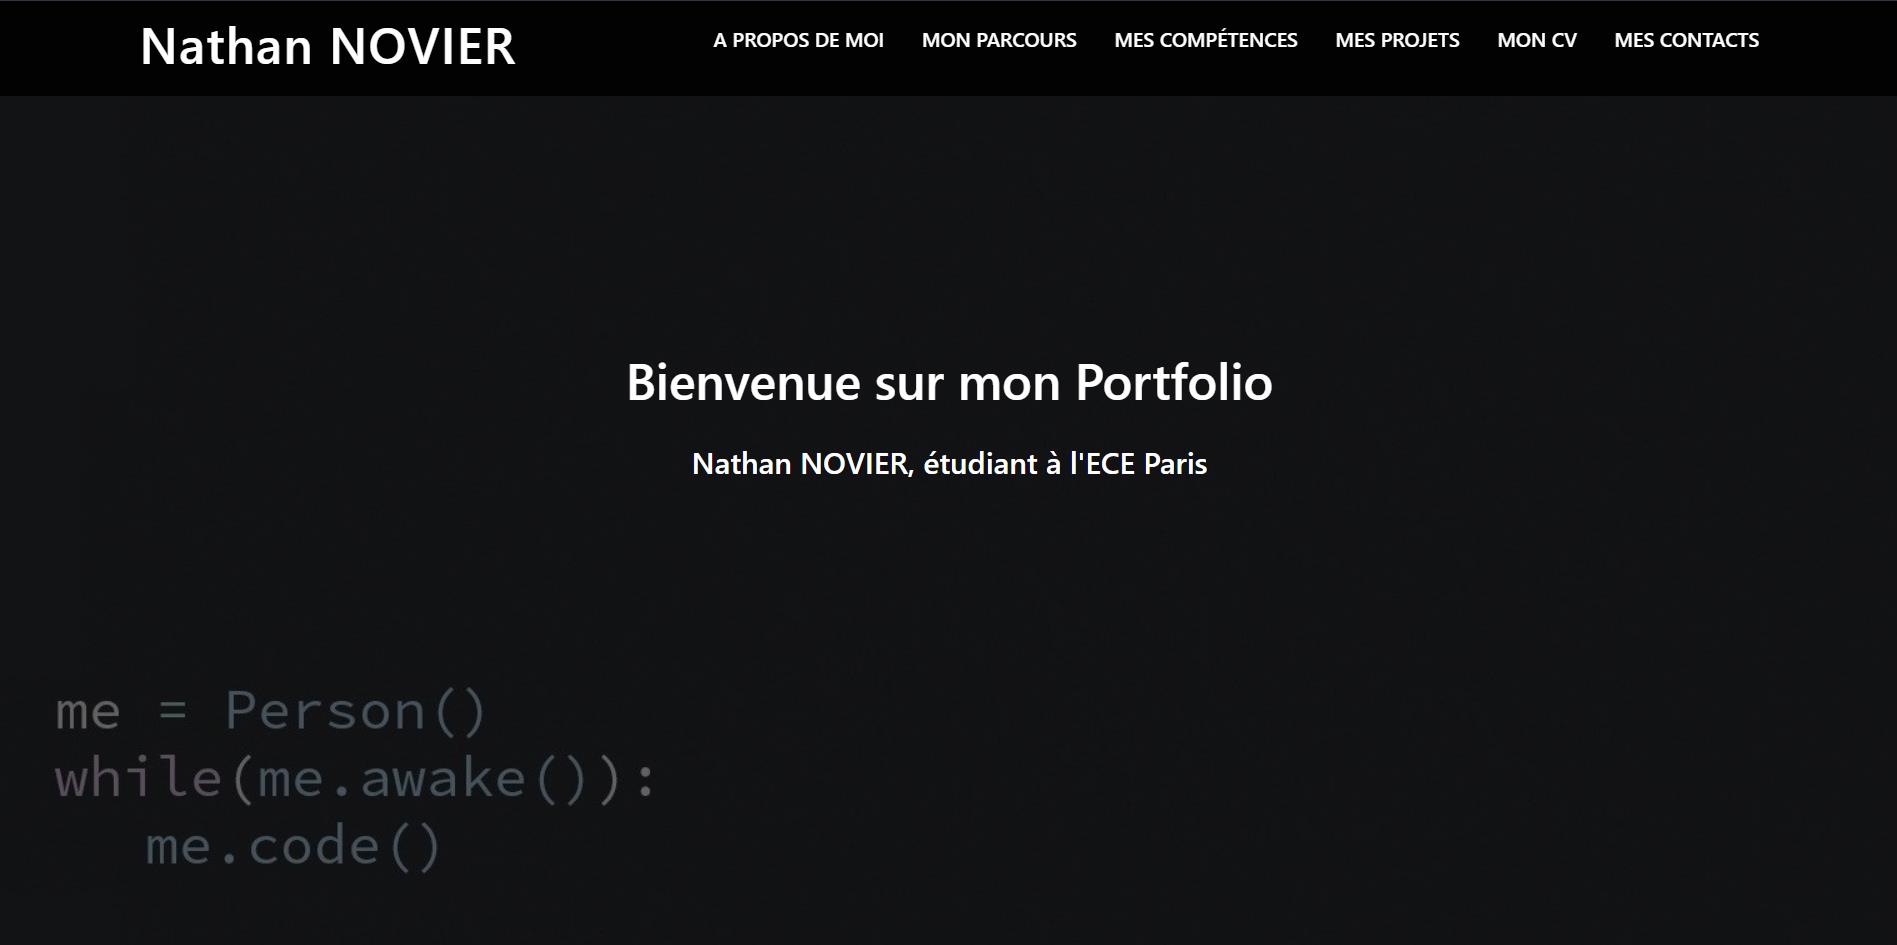 Nathan NOVIER
A PROPOS DE MOI MON PARCOURS MES COMPÉTENCES MES PROJETS MON CV MES CONTACTS
Bienvenue sur mon Portfolio
Nathan NOVIER, étudiant à l'ECE Paris
me = Person()
while(me.awake()):
me.code()